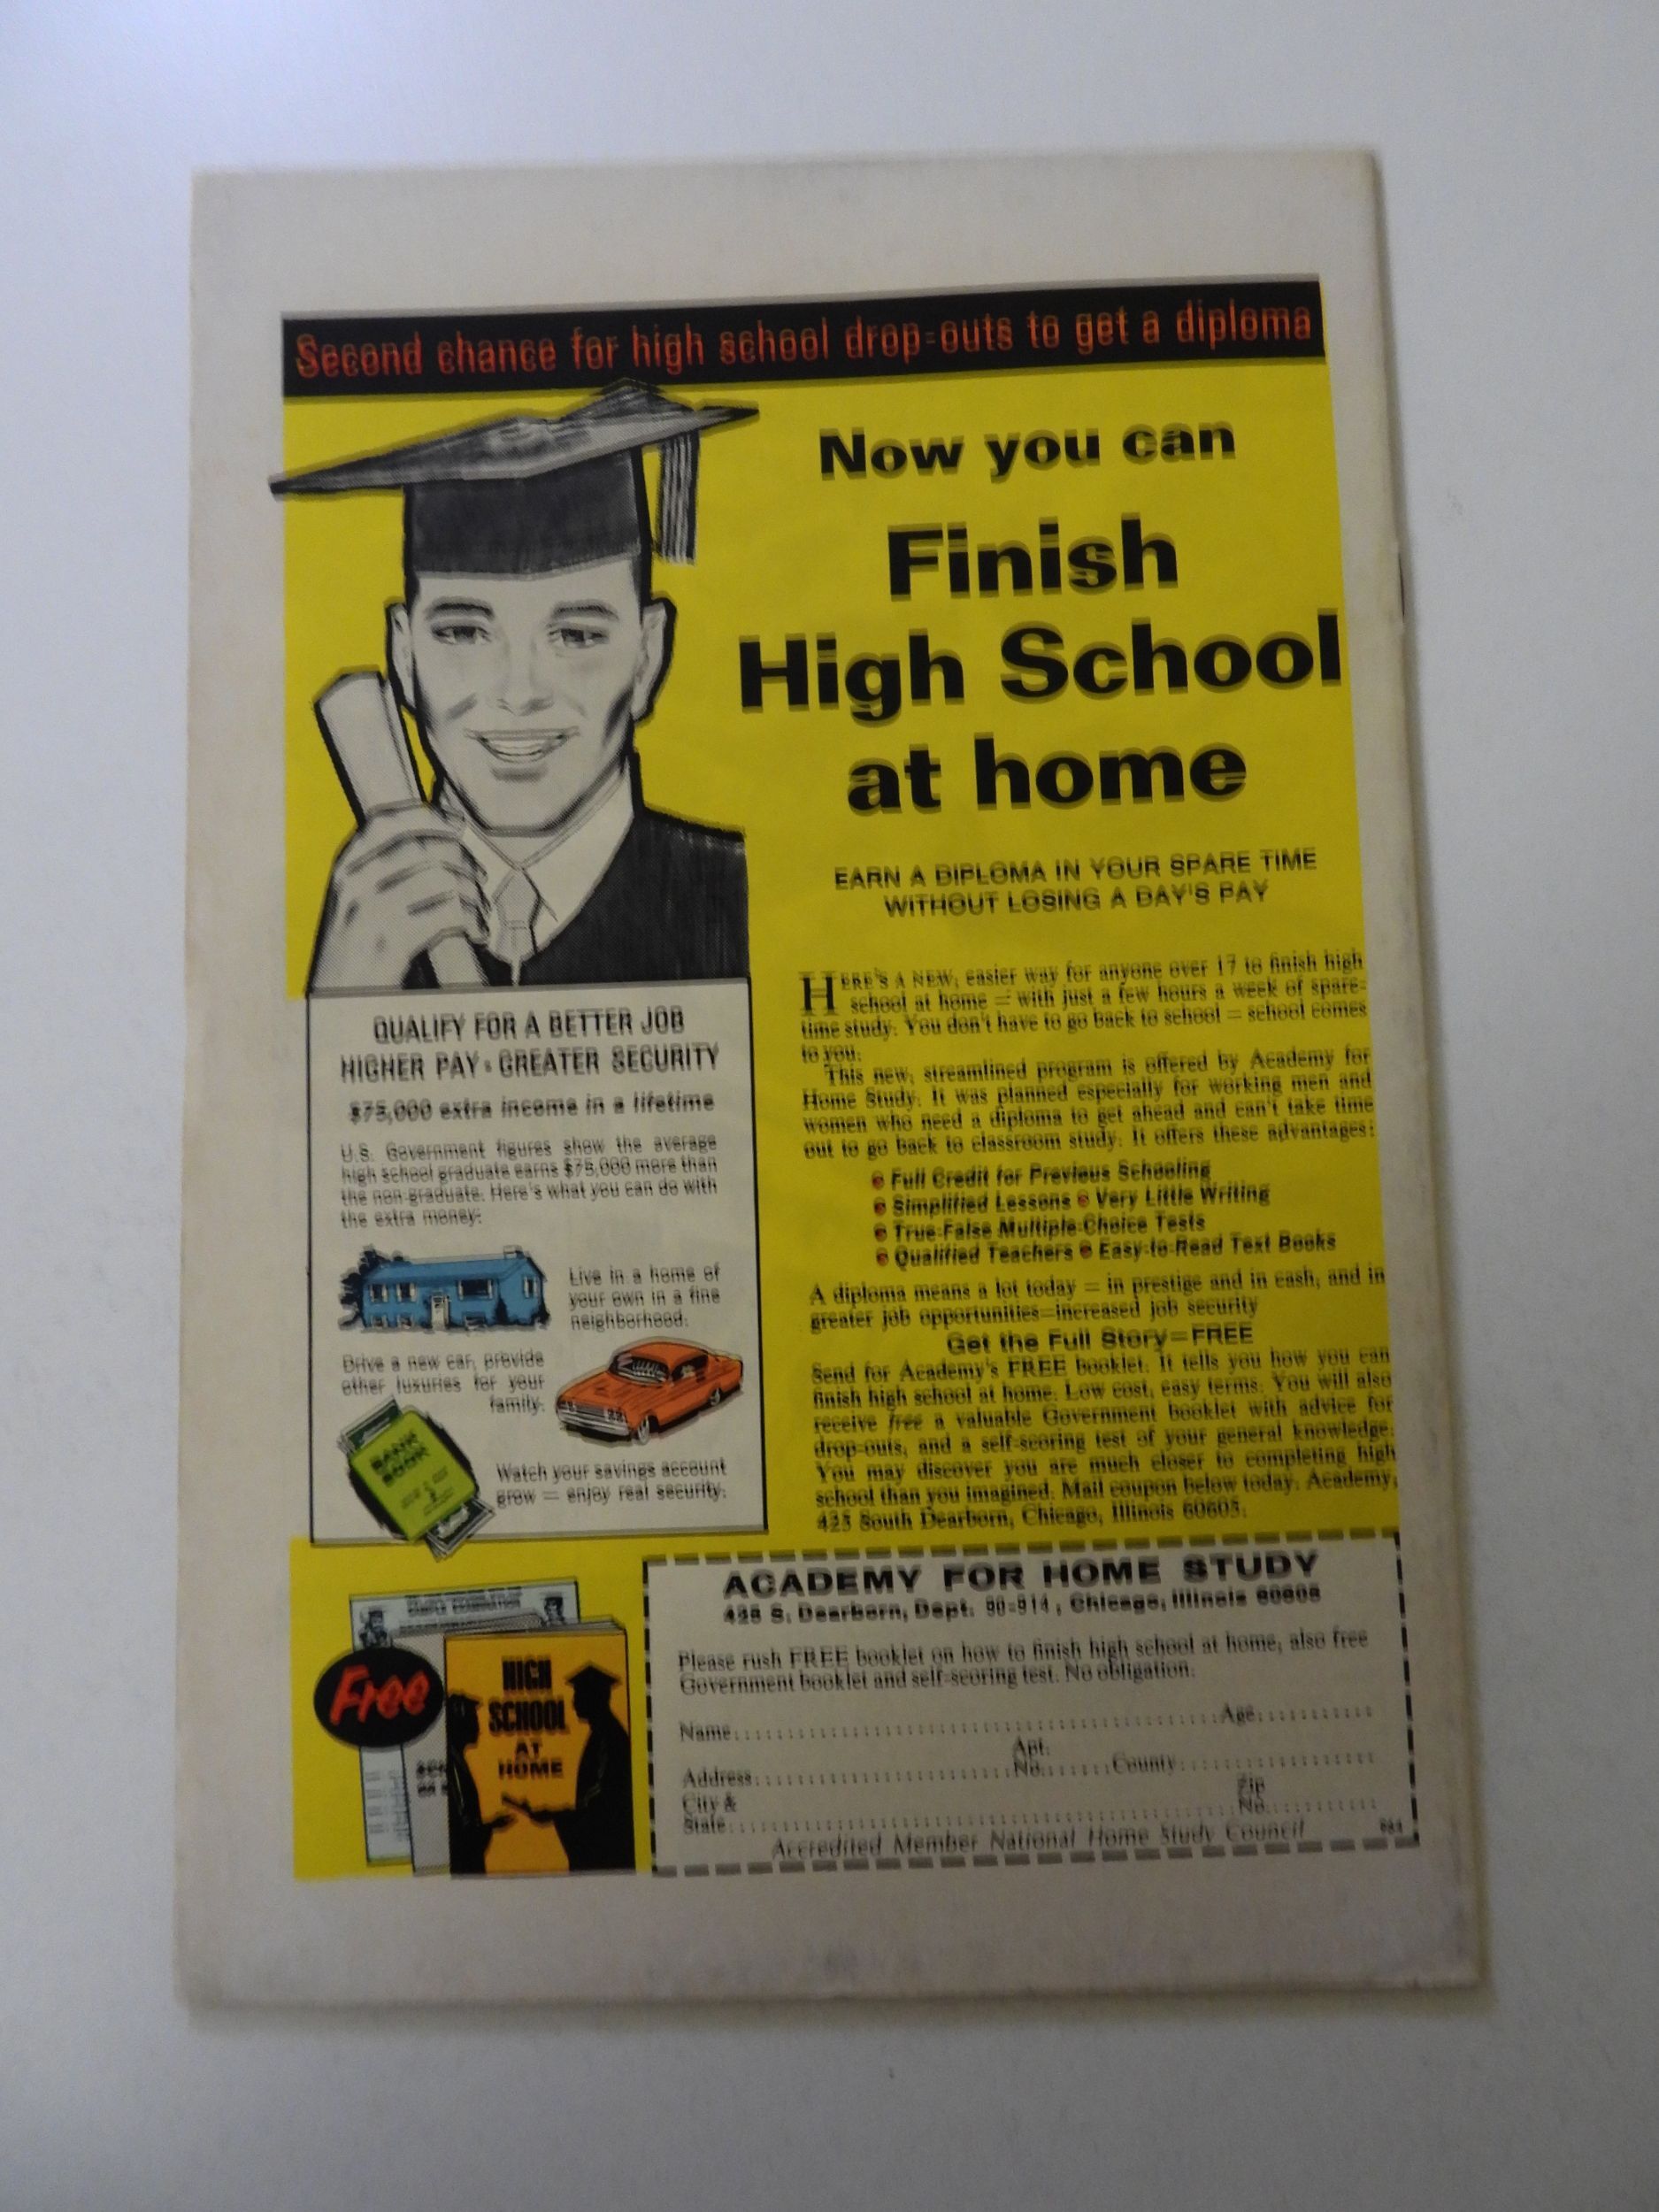 Second chance for high school drop-outs to get a diploma
Now you can
Finish
High School
at home
EARN A DIPLOMA IN YOUR SPARE TIME
WITHOUT LOSING A DAY'S PAY
HERE'S A NEW, easier way for anyone over 17 to finish high
school at home — with just a few hours a week of spare-
time study. You don't have to go back to school — school comes
to you.
This new, streamlined program is offered by Academy for
Home Study. It was planned especially for working men and
women who need a diploma to get ahead and can't take time
out to go back to classroom study. It offers these advantages:
• Full Credit for Previous Schooling
• Simplified Lessons • Very Little Writing
• True-False Multiple-Choice Tests
• Qualified Teachers • Easy-to-Read Text Books
A diploma means a lot today — in prestige and in cash, and in
greater job opportunities—increased job security
Get the Full Story—FREE
Send for Academy's FREE booklet. It tells you how you can
finish high school at home. Low cost, easy terms. You will also
receive free a valuable Government booklet with advice for
drop-outs, and a self-scoring test of your general knowledge.
You may discover you are much closer to completing high
school than you imagined. Mail coupon below today. Academy,
425 South Dearborn, Chicago, Illinois 60605.
QUALIFY FOR A BETTER JOB
HIGHER PAY • GREATER SECURITY
$75,000 extra income in a lifetime
U.S. Government figures show the average
high school graduate earns $75,000 more than
the non-graduate. Here's what you can do with
the extra money:
Live in a home of
your own in a fine
neighborhood.
Drive a new car, provide
other luxuries for your
family.
BANK
BOOK
Watch your savings account
grow — enjoy real security.
Free
HIGH
SCHOOL
AT
HOME
ACADEMY FOR HOME STUDY
425 S. Dearborn, Dept. 90-914, Chicago, Illinois 60605
Please rush FREE booklet on how to finish high school at home, also free
Government booklet and self-scoring test. No obligation.
Name Age
Apt.
Address No. County
City & Zip
State No.
Accredited Member National Home Study Council